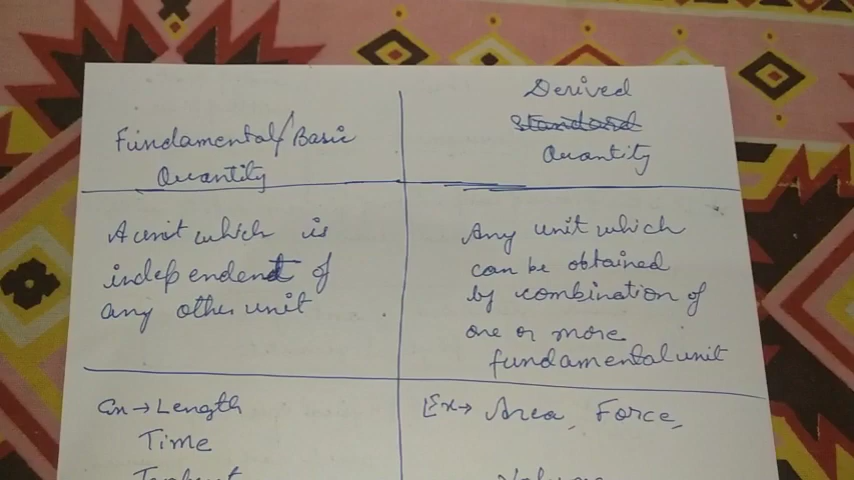 Fundamental/Basic
Quantity
A unit which is
independent of
any other unit
Ex → Length
Time
Derived
Quantity
Any unit which
can be obtained
by combination of
one or more
fundamental unit
Ex → Area, Force,